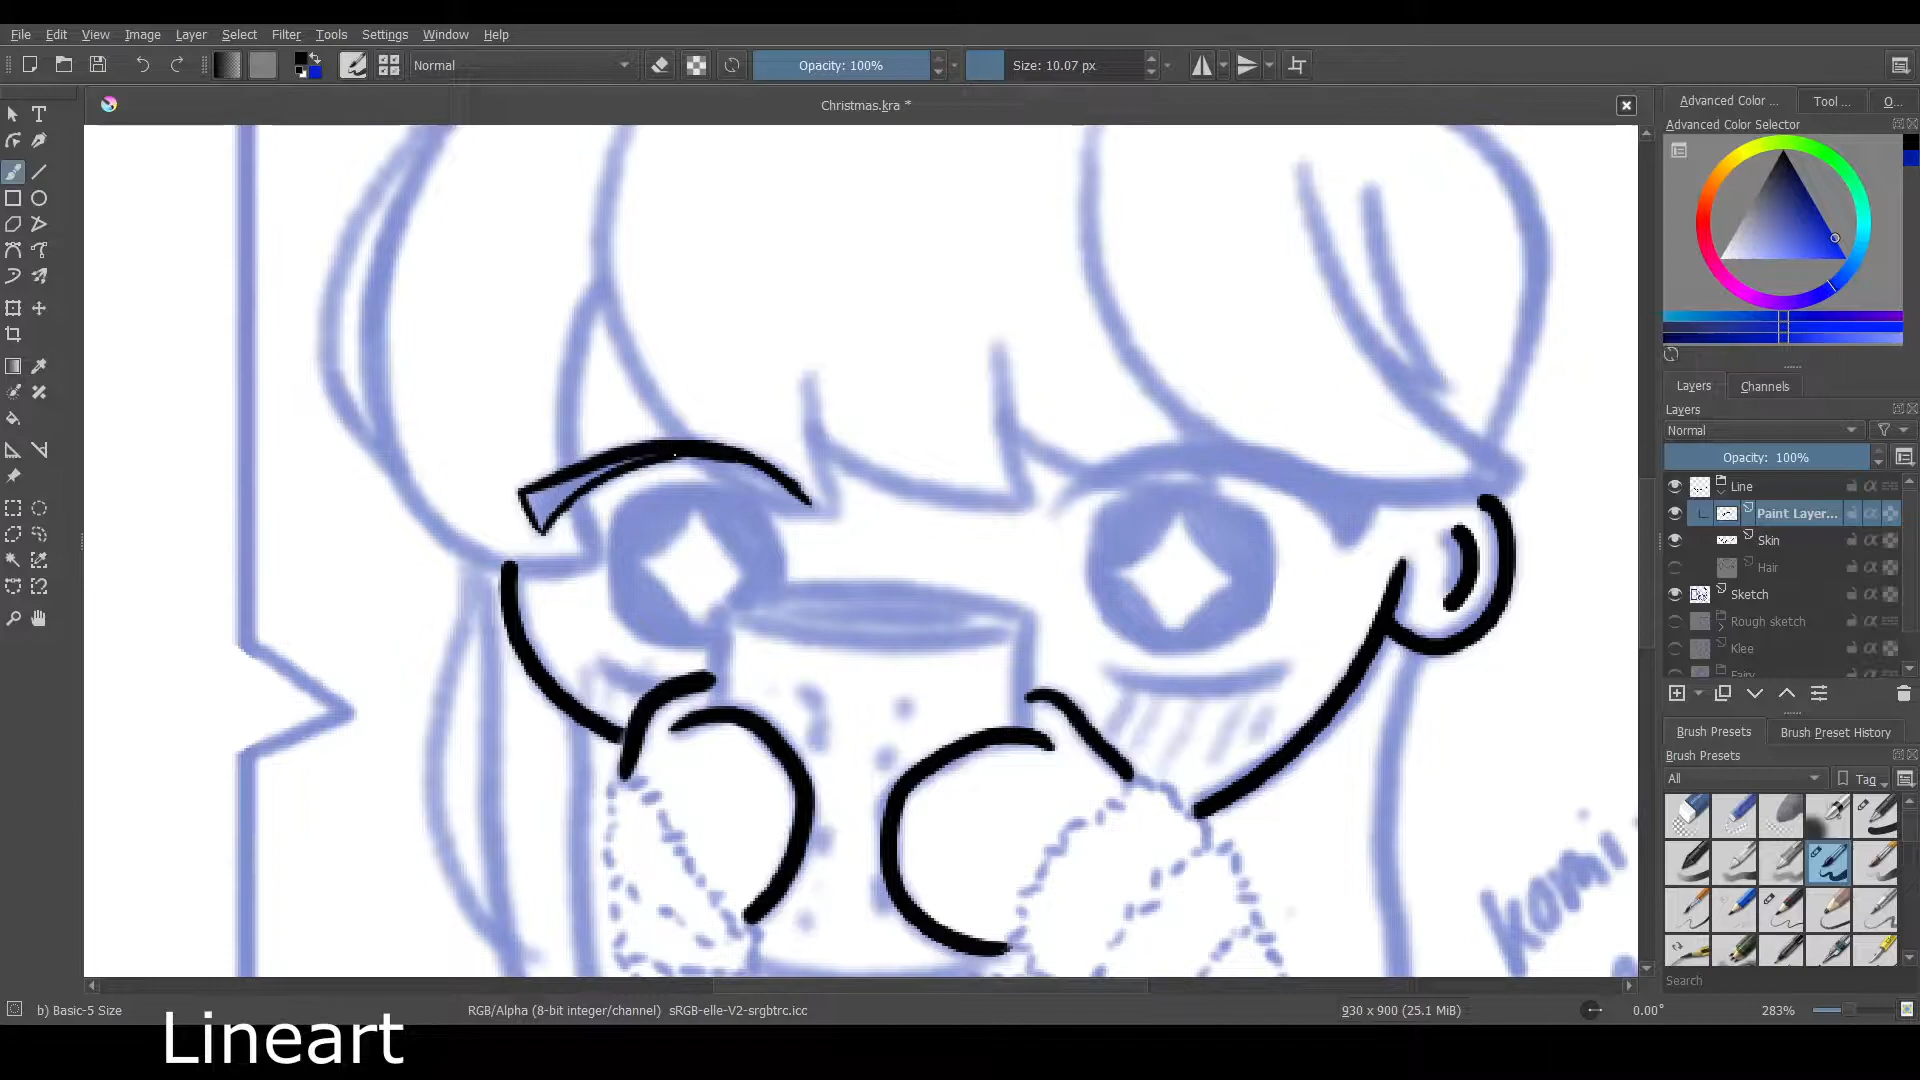 File Edit View Image Layer Select Filter Tools Settings Window Help
Normal Opacity: 100% Size: 10.07 px
Christmas.kra *
Advanced Color ... Tool ... O...
Advanced Color Selector
Layers Channels
Layers
Normal
Opacity: 100%
Line
Paint Layer...
Skin
Hair
Sketch
Rough sketch
Klee
Brush Presets Brush Preset History
Brush Presets
All Tag
komi
Search
b) Basic-5 Size RGB/Alpha (8-bit integer/channel) sRGB-elle-V2-srgbtrc.icc 930 x 900 (25.1 MiB) 0.00° 283%
Lineart